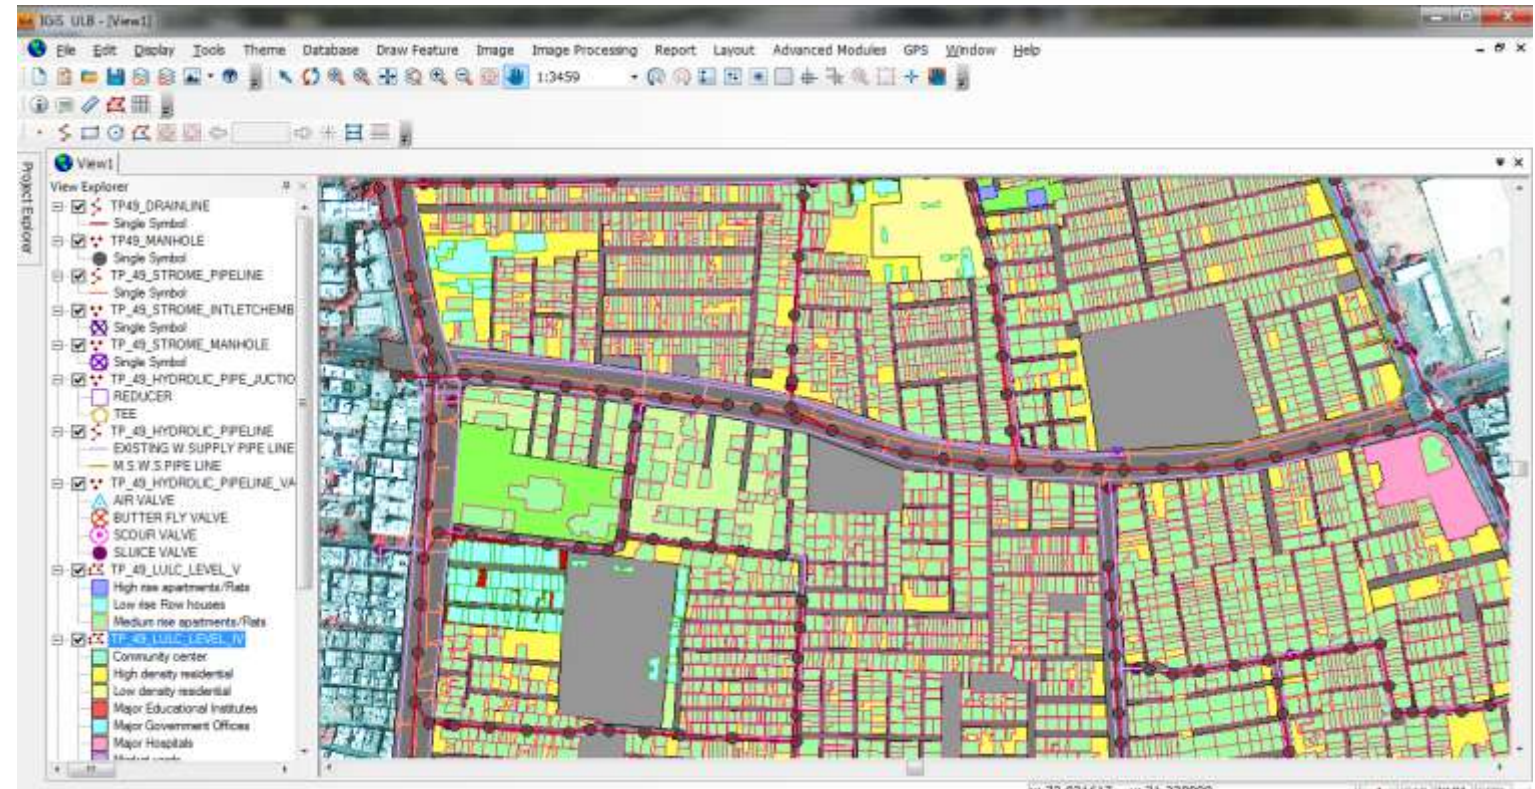 IGiS ULB - [View1]
File Edit Display Tools Theme Database Draw Feature Image Image Processing Report Layout Advanced Modules GPS Window Help
1:3459
Project Explorer
View1
View Explorer
TP49_DRAINLINE
Single Symbol
TP49_MANHOLE
Single Symbol
TP_49_STROME_PIPELINE
Single Symbol
TP_49_STROME_INTLETCHEMB
Single Symbol
TP_49_STROME_MANHOLE
Single Symbol
TP_49_HYDROLIC_PIPE_JUCTIO
REDUCER
TEE
TP_49_HYDROLIC_PIPELINE
EXISTING W.SUPPLY PIPE LINE
M.S.W.S.PIPE LINE
TP_49_HYDROLIC_PIPELINE_VA
AIR VALVE
BUTTER FLY VALVE
SCOUR VALVE
SLUICE VALVE
TP_49_LULC_LEVEL_V
High rise apartments/Flats
Low rise Row houses
Medium rise apartments/Flats
TP_49_LULC_LEVEL_IV
Community center
High density residential
Low density residential
Major Educational Institutes
Major Government Offices
Major Hospitals